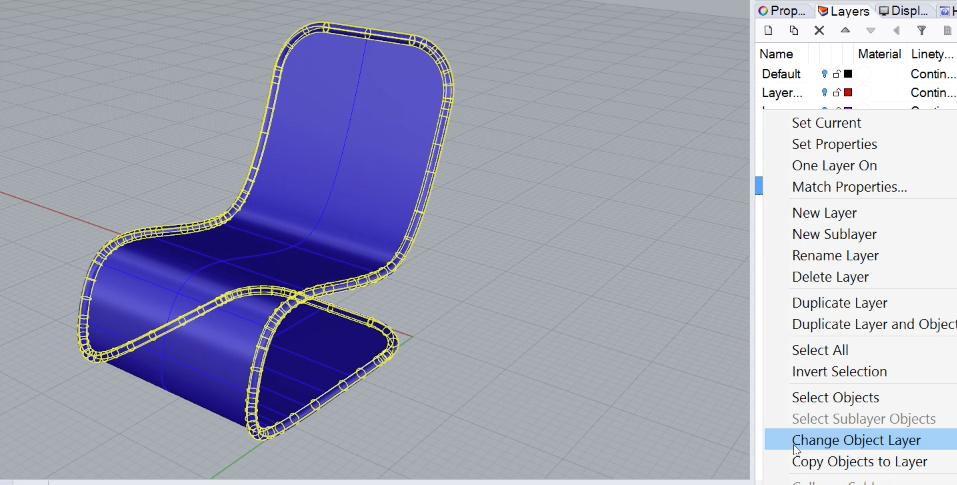 Prop... Layers Displ... H
Name Material Linety...
Default Contin...
Layer... Contin...
Set Current
Set Properties
One Layer On
Match Properties...
New Layer
New Sublayer
Rename Layer
Delete Layer
Duplicate Layer
Duplicate Layer and Object
Select All
Invert Selection
Select Objects
Select Sublayer Objects
Change Object Layer
Copy Objects to Layer